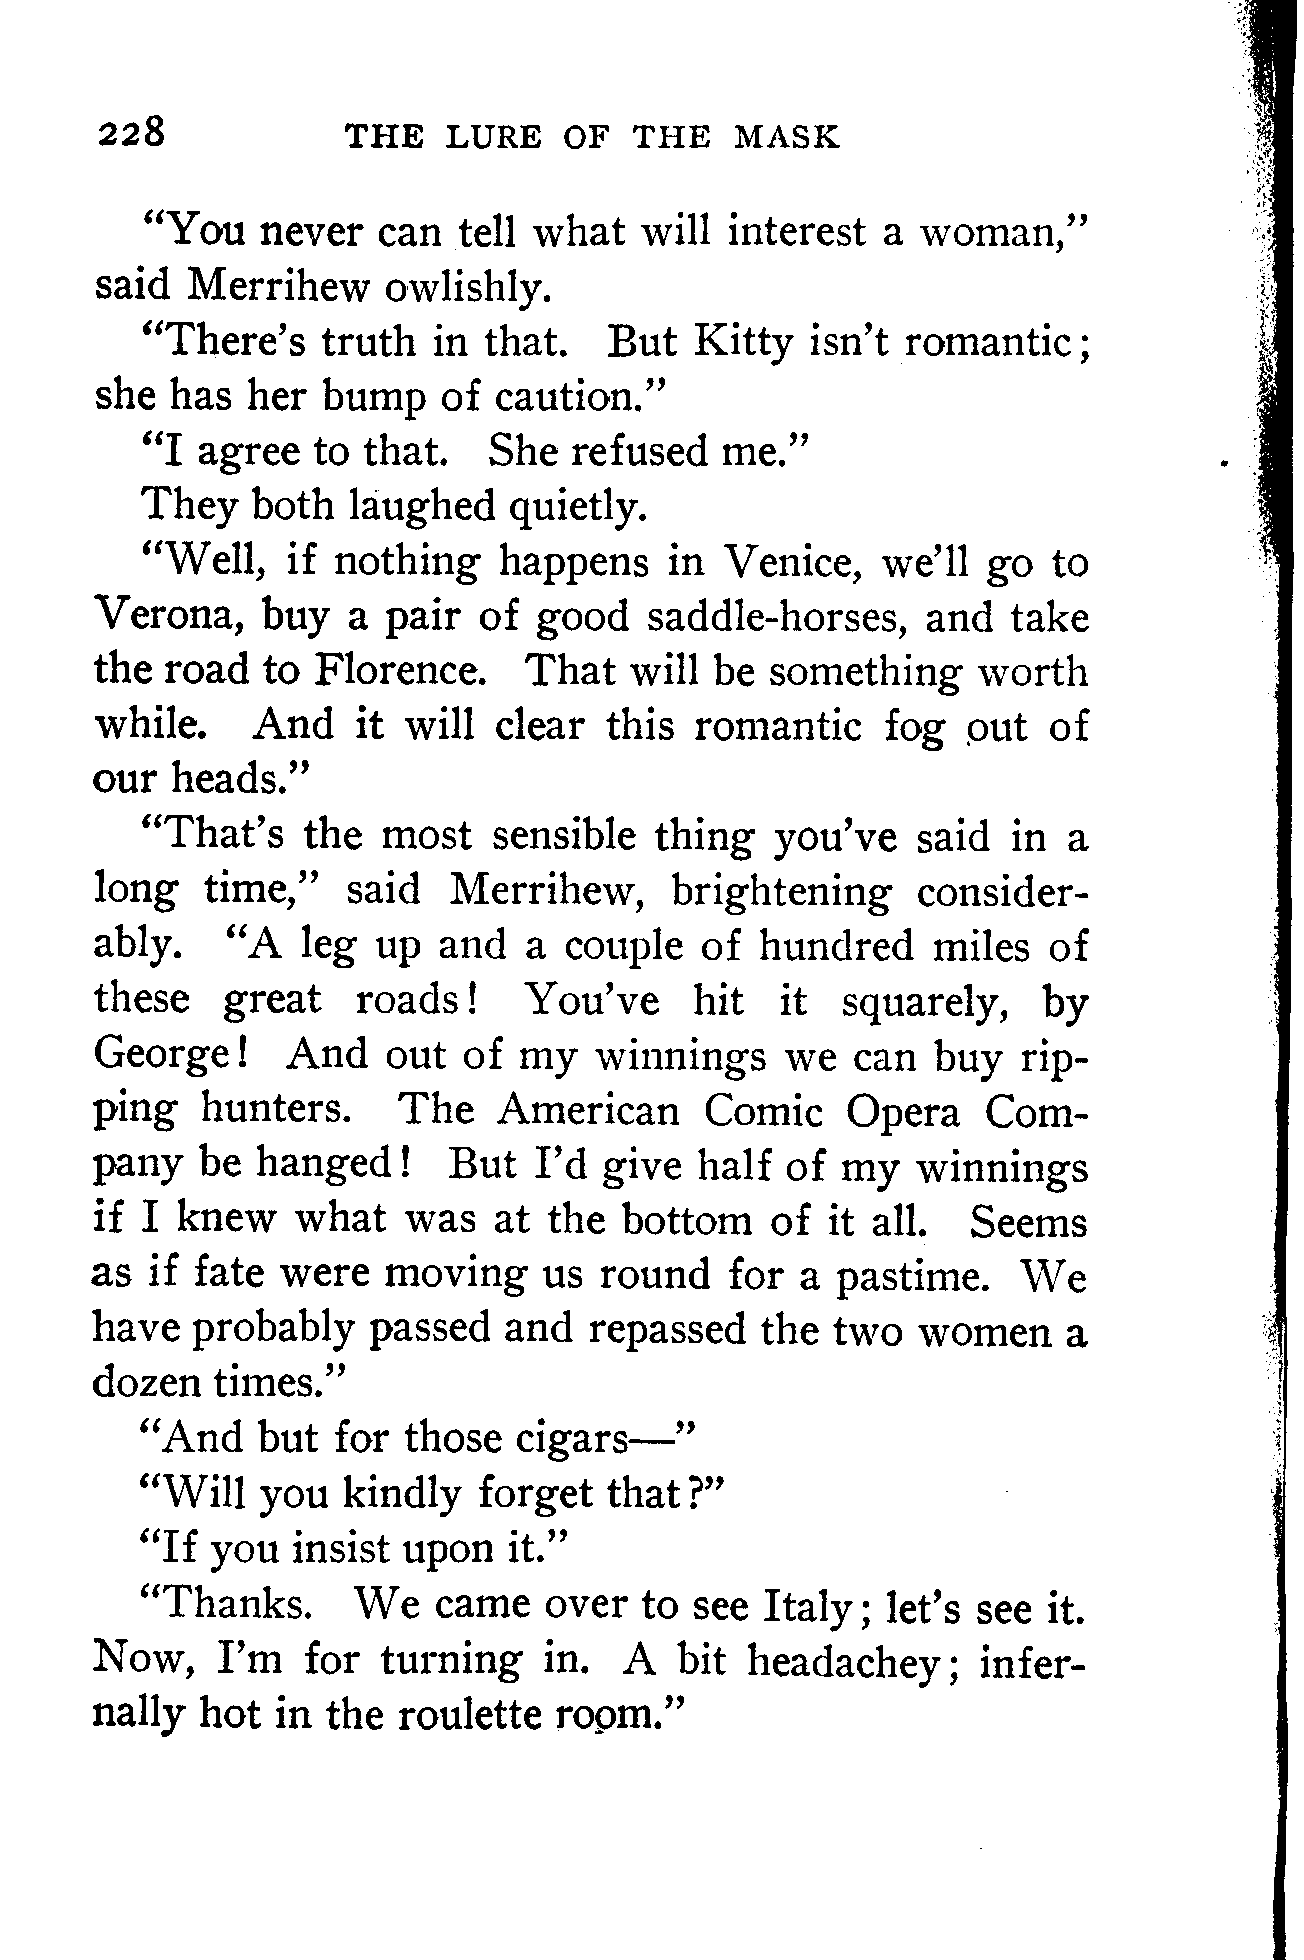 228 THE LURE OF THE MASK
“You never can tell what will interest a woman,”
said Merrihew owlishly.
“There’s truth in that. But Kitty isn’t romantic;
she has her bump of caution.”
“I agree to that. She refused me.”
They both laughed quietly.
“Well, if nothing happens in Venice, we’ll go to
Verona, buy a pair of good saddle-horses, and take
the road to Florence. That will be something worth
while. And it will clear this romantic fog out of
our heads.”
“That’s the most sensible thing you’ve said in a
long time,” said Merrihew, brightening consider-
ably. “A leg up and a couple of hundred miles of
these great roads! You’ve hit it squarely, by
George! And out of my winnings we can buy rip-
ping hunters. The American Comic Opera Com-
pany be hanged! But I’d give half of my winnings
if I knew what was at the bottom of it all. Seems
as if fate were moving us round for a pastime. We
have probably passed and repassed the two women a
dozen times.”
“And but for those cigars—”
“Will you kindly forget that?”
“If you insist upon it.”
“Thanks. We came over to see Italy; let’s see it.
Now, I’m for turning in. A bit headachey; infer-
nally hot in the roulette room.”